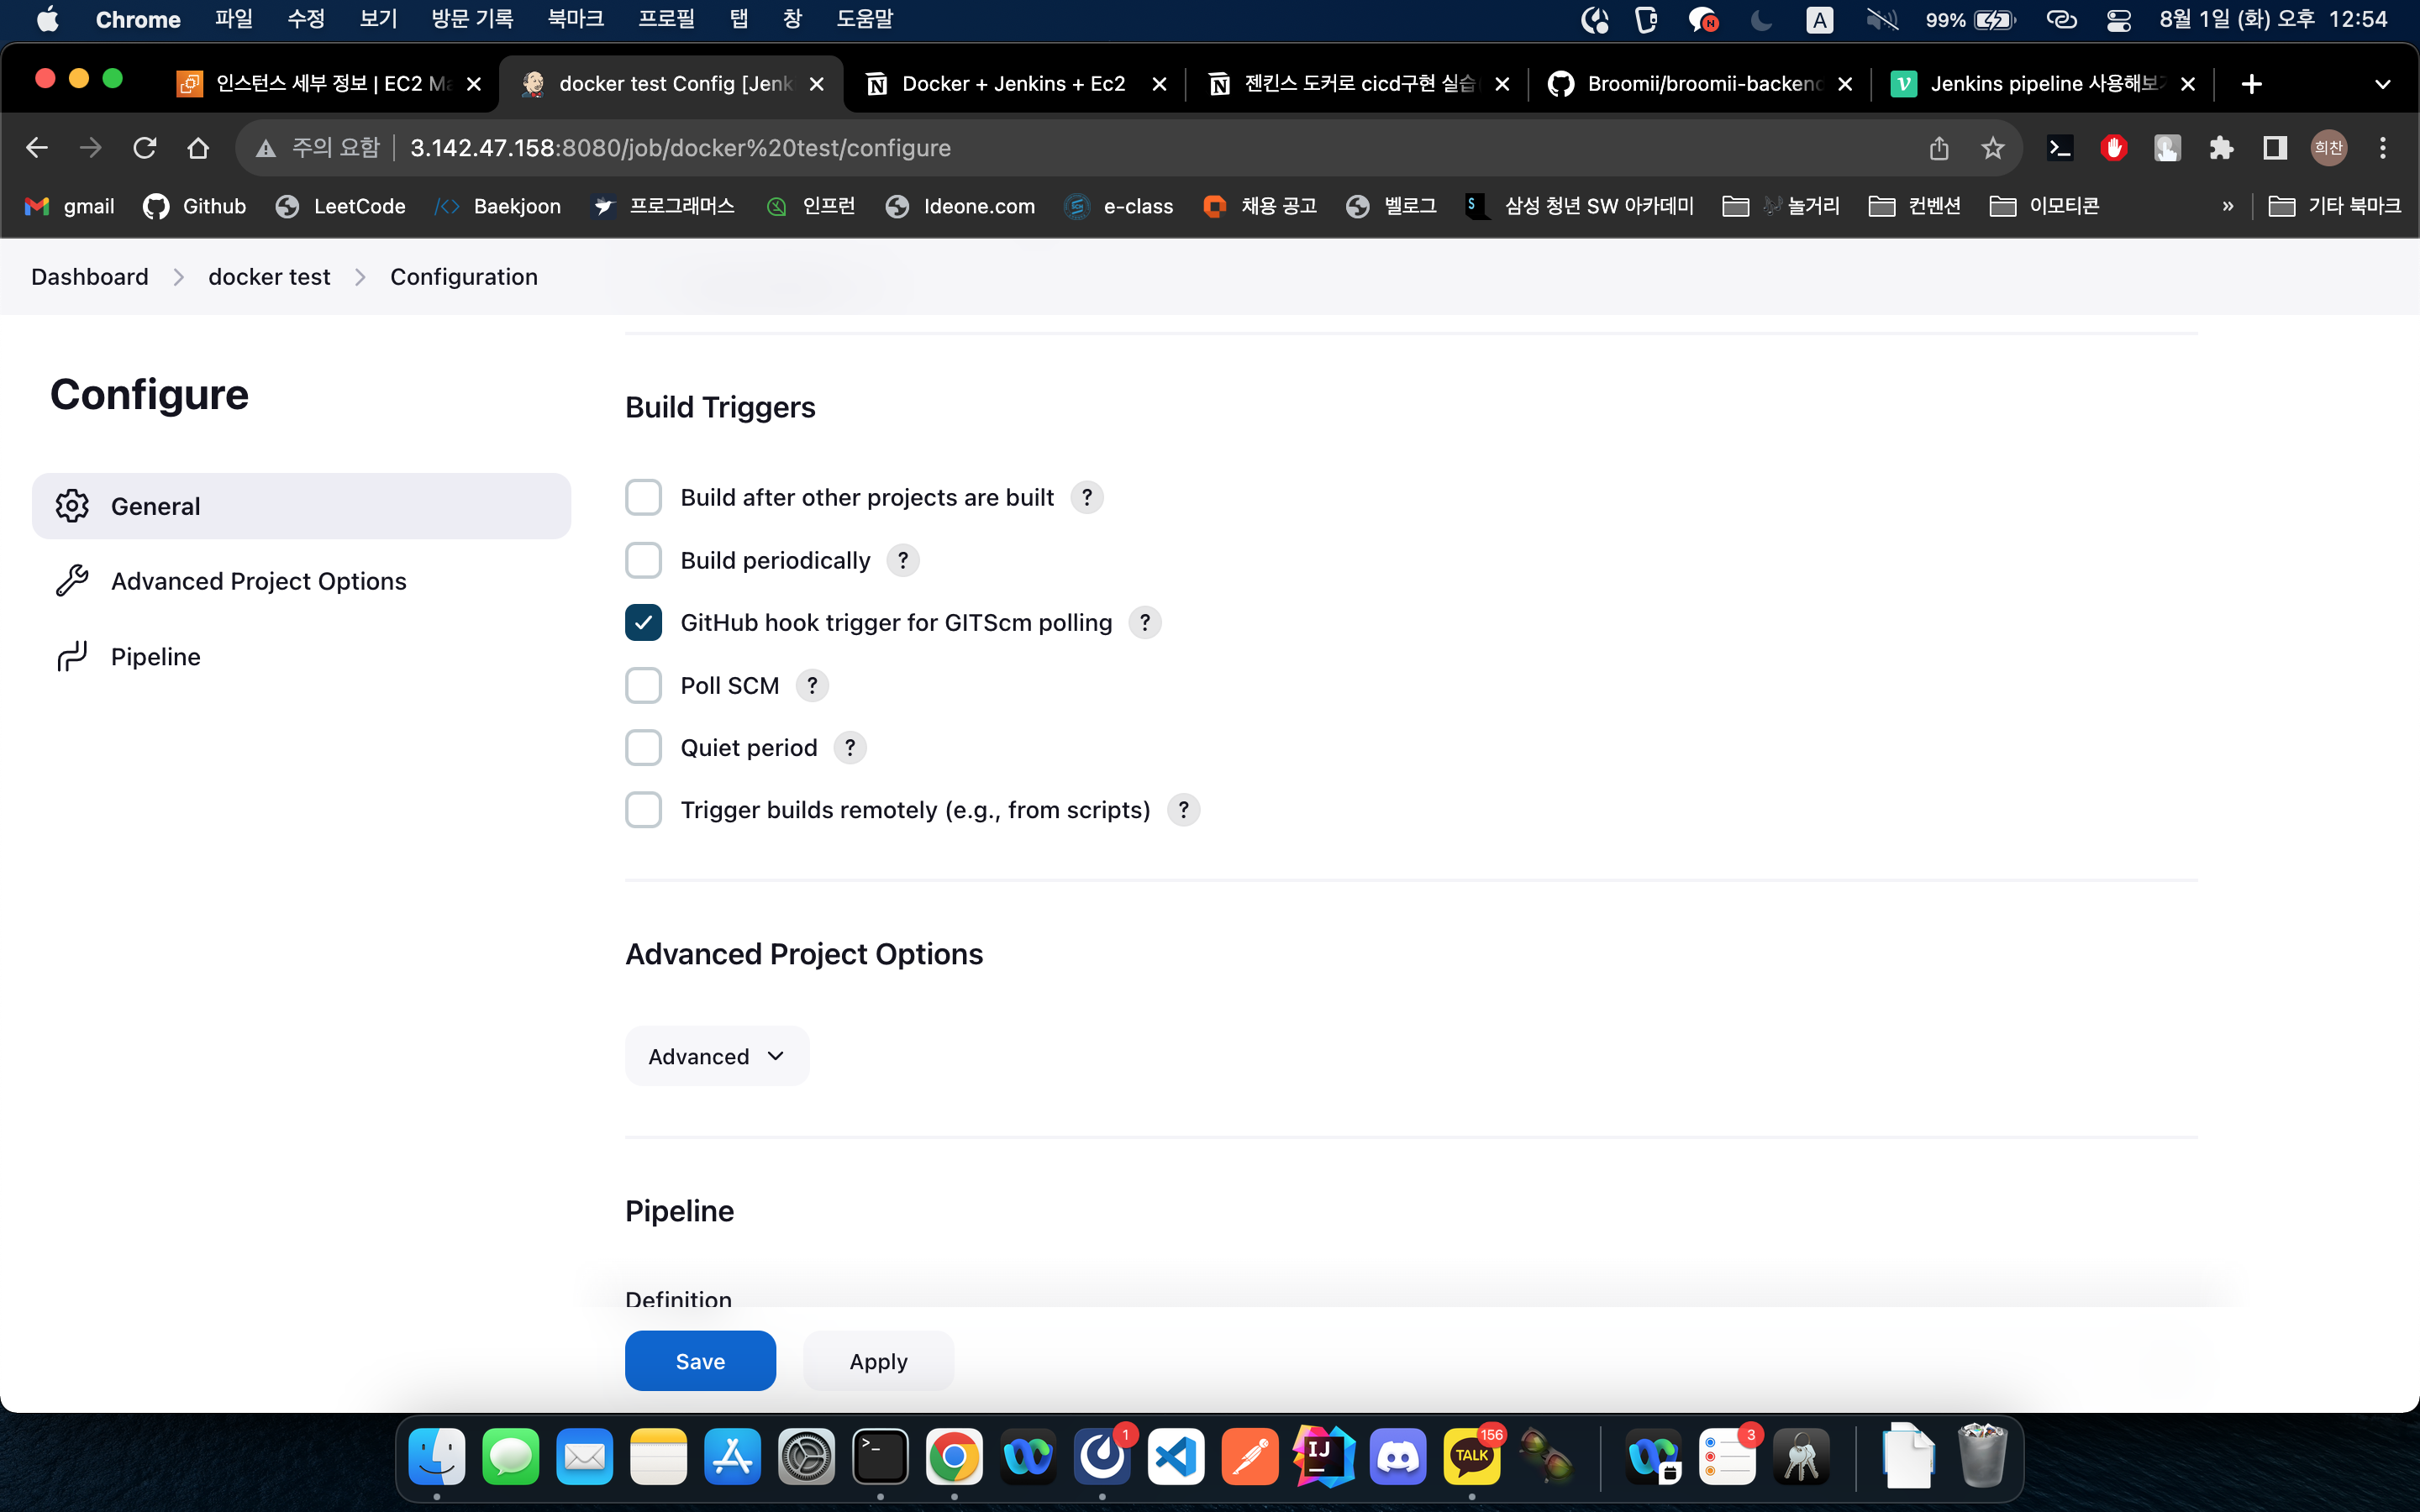 Chrome 파일 수정 보기 방문 기록 북마크 프로필 탭 창 도움말 A 99% 8월 1일 (화) 오후 12:54
인스턴스 세부 정보 | EC2 Ma docker test Config [Jenk Docker + Jenkins + Ec2 젠킨스 도커로 cicd구현 실습 Broomii/broomii-backend Jenkins pipeline 사용해보
주의 요함 3.142.47.158:8080/job/docker%20test/configure 희찬
gmail Github LeetCode Baekjoon 프로그래머스 인프런 Ideone.com e-class 채용 공고 벨로그 삼성 청년 SW 아카데미 놀거리 컨벤션 이모티콘 » 기타 북마크
Dashboard docker test Configuration
Configure
General
Advanced Project Options
Pipeline
Build Triggers
Build after other projects are built ?
Build periodically ?
GitHub hook trigger for GITScm polling ?
Poll SCM ?
Quiet period ?
Trigger builds remotely (e.g., from scripts) ?
Advanced Project Options
Advanced
Pipeline
Definition
Save Apply
1 IJ TALK 156 3